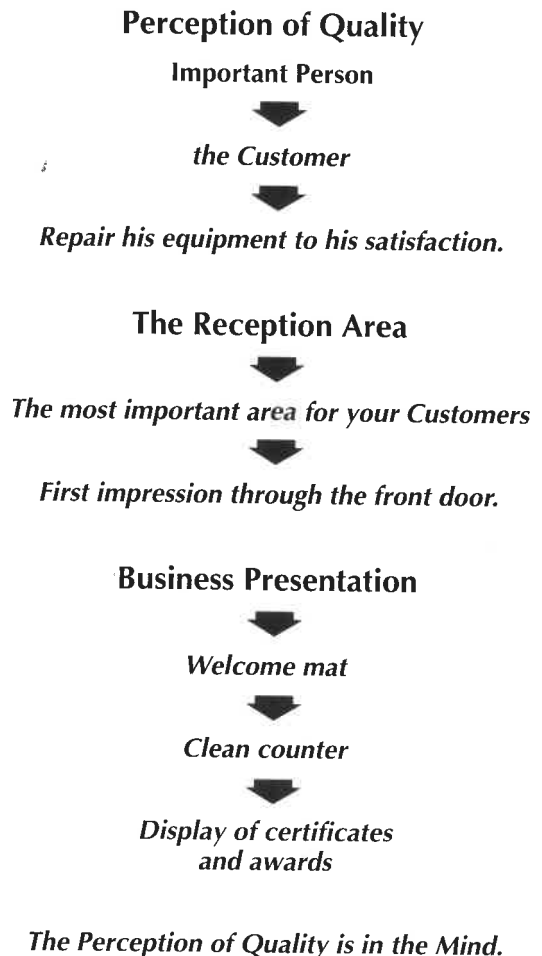 Perception of Quality
Important Person
the Customer
Repair his equipment to his satisfaction.
The Reception Area
The most important area for your Customers
First impression through the front door.
Business Presentation
Welcome mat
Clean counter
Display of certificates
and awards
The Perception of Quality is in the Mind.